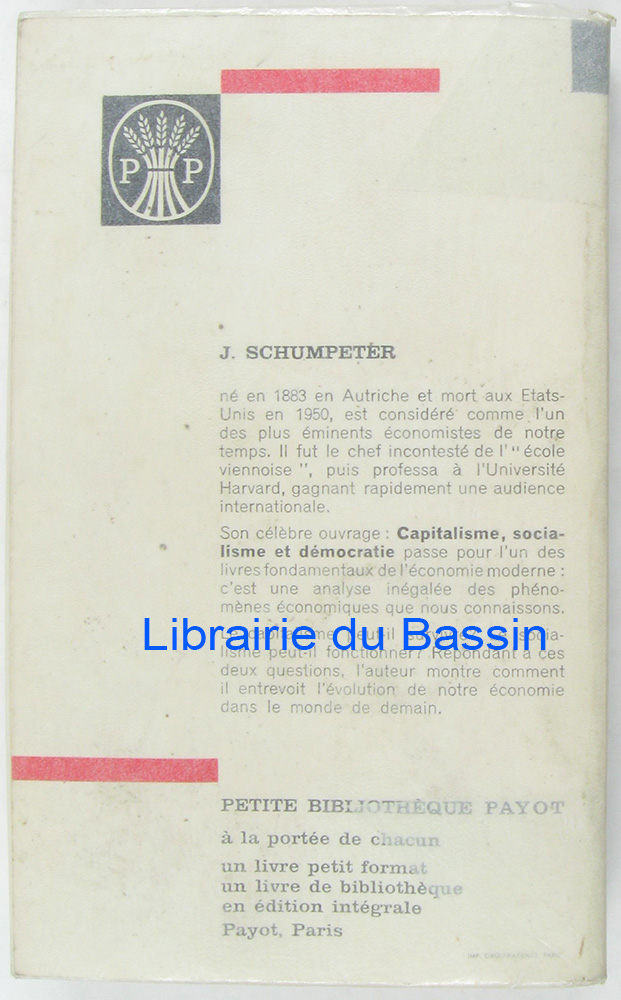 P P
J. SCHUMPETER
né en 1883 en Autriche et mort aux Etats-
Unis en 1950, est considéré comme l'un
des plus éminents économistes de notre
temps. Il fut le chef incontesté de l' " école
viennoise ", puis professa à l'Université
Harvard, gagnant rapidement une audience
internationale.
Son célèbre ouvrage : Capitalisme, socia-
lisme et démocratie passe pour l'un des
livres fondamentaux de l'économie moderne :
c'est une analyse inégalée des phéno-
mènes économiques que nous connaissons.
Librairie du Bassin
Le capitalisme peut-il survivre ? socia-
lisme peut-il fonctionner? Répondant à ces
deux questions, l'auteur montre comment
il entrevoit l'évolution de notre économie
dans le monde de demain.
PETITE BIBLIOTHÈQUE PAYOT
à la portée de chacun
un livre petit format
un livre de bibliothèque
en édition intégrale
Payot, Paris